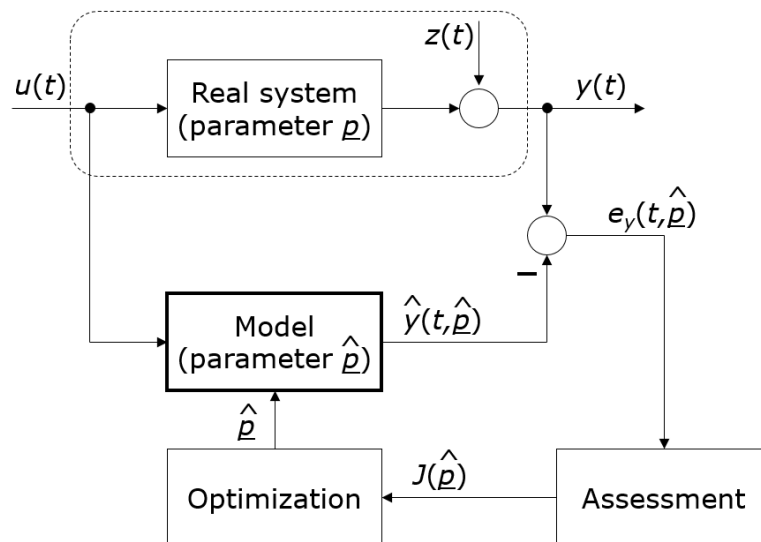 z(t)
u(t)
Real system
(parameter p̲)
y(t)
e_y(t,p̲̂)
−
Model
(parameter p̲̂)
ŷ(t,p̲̂)
p̲̂
Optimization
J(p̲̂)
Assessment